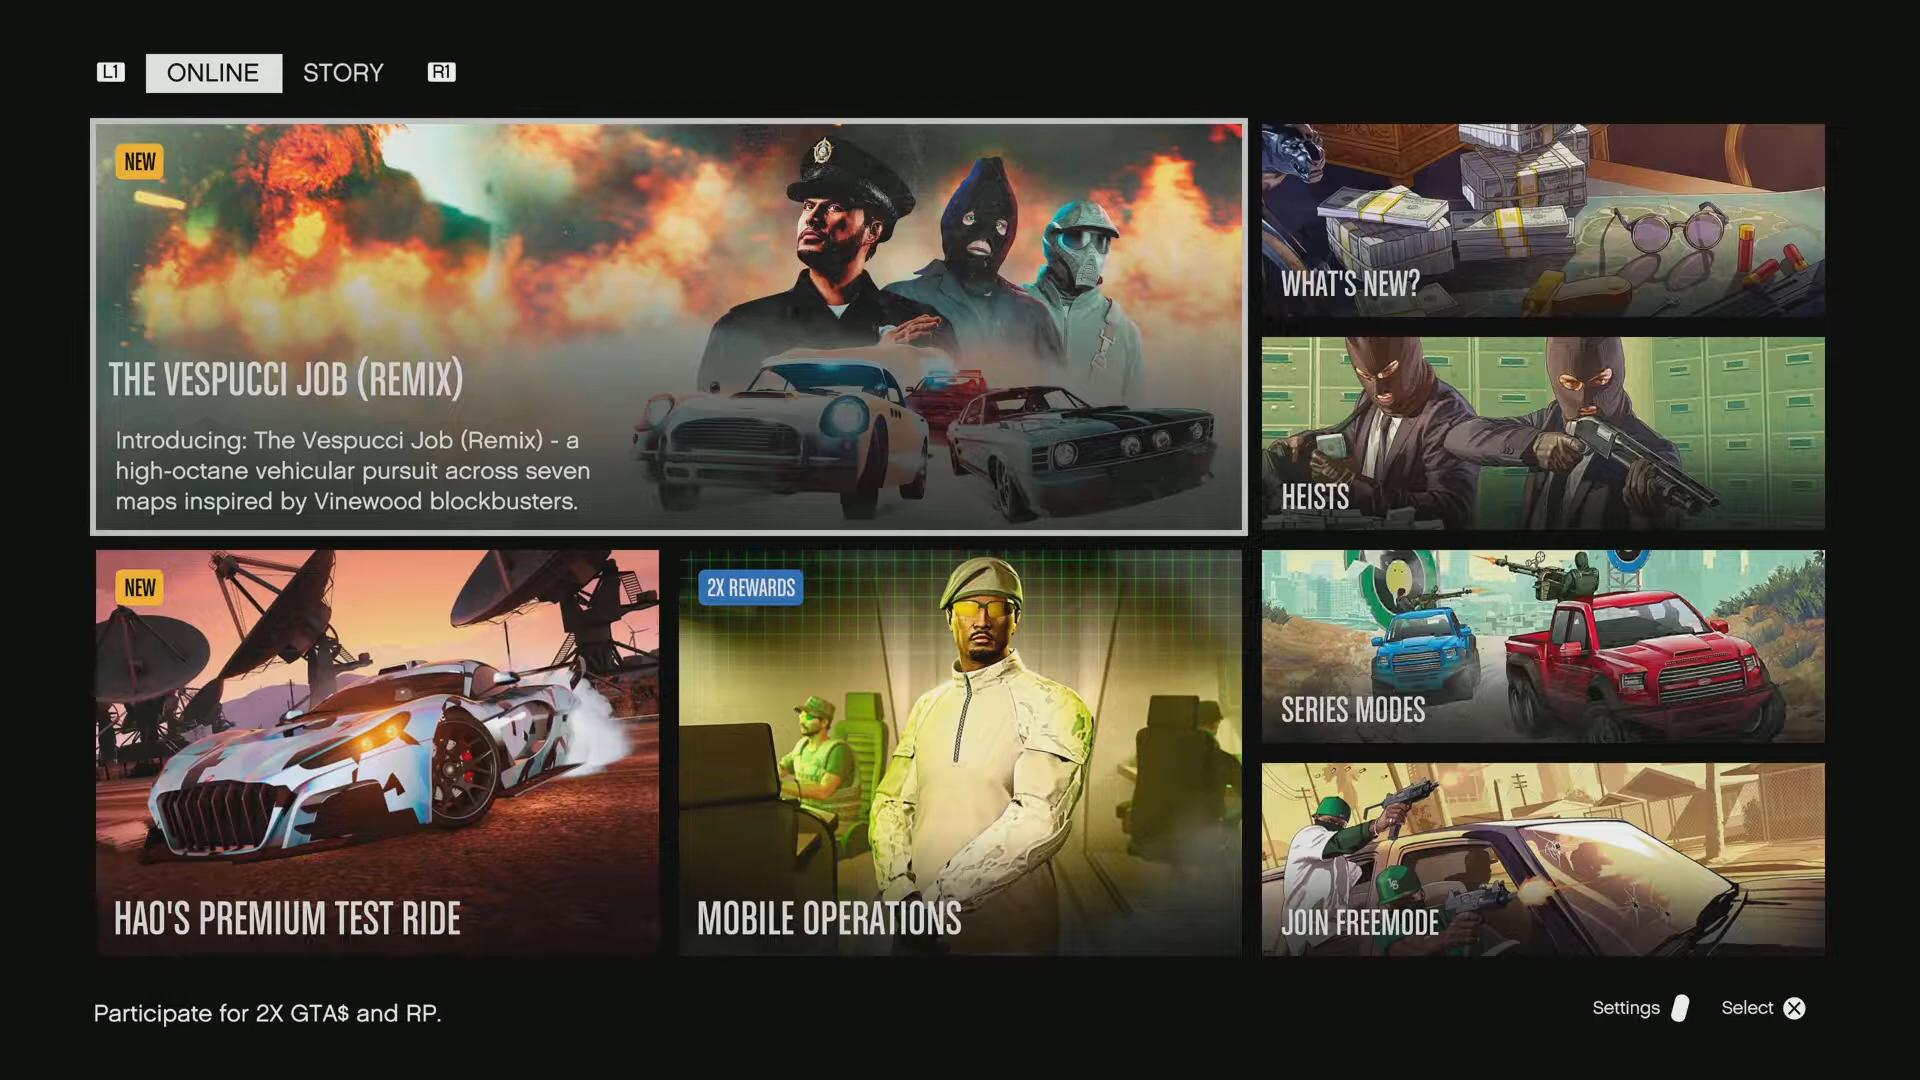 L1 ONLINE STORY R1
NEW
THE VESPUCCI JOB (REMIX)
Introducing: The Vespucci Job (Remix) - a
high-octane vehicular pursuit across seven
maps inspired by Vinewood blockbusters.
WHAT'S NEW?
HEISTS
NEW
HAO'S PREMIUM TEST RIDE
2X REWARDS
MOBILE OPERATIONS
SERIES MODES
JOIN FREEMODE
Participate for 2X GTA$ and RP.
Settings Select